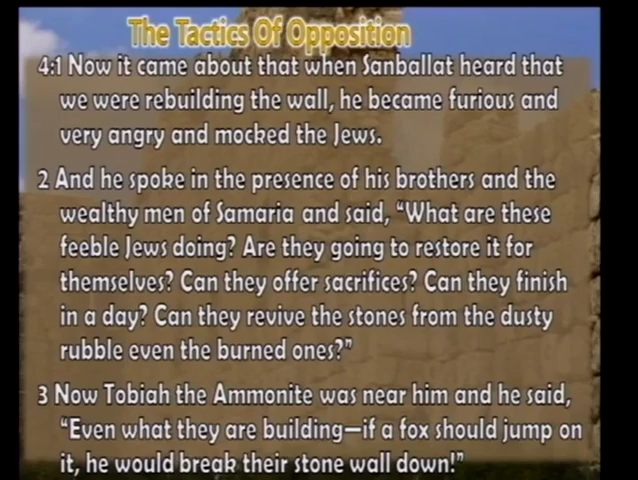 The Tactics Of Opposition
4:1 Now it came about that when Sanballat heard that
we were rebuilding the wall, he became furious and
very angry and mocked the Jews.
2 And he spoke in the presence of his brothers and the
wealthy men of Samaria and said, “What are these
feeble Jews doing? Are they going to restore it for
themselves? Can they offer sacrifices? Can they finish
in a day? Can they revive the stones from the dusty
rubble even the burned ones?”
3 Now Tobiah the Ammonite was near him and he said,
“Even what they are building—if a fox should jump on
it, he would break their stone wall down!”